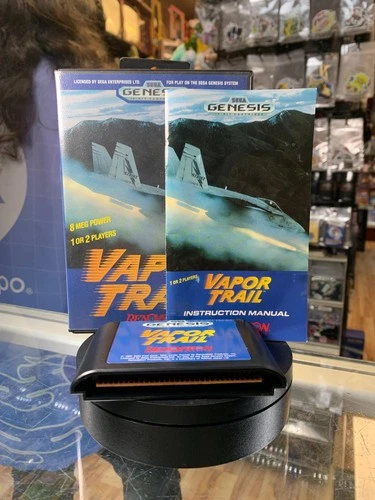 LICENSED BY SEGA ENTERPRISES LTD.
FOR PLAY ON THE SEGA GENESIS SYSTEM
GENESIS
8 MEG POWER
1 OR 2 PLAYERS
VAPOR
TRAIL
SEGA
GENESIS
1 OR 2 PLAYERS
VAPOR
TRAIL
INSTRUCTION MANUAL
GENESIS
VAPOR
TRAIL
po.